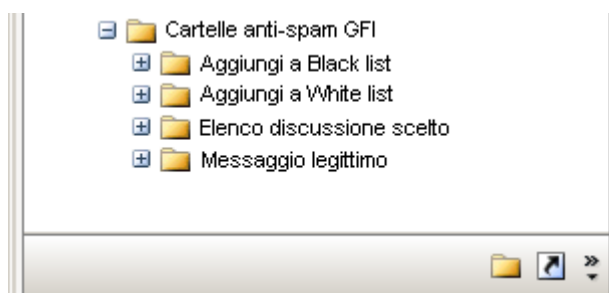 Cartelle anti-spam GFI
Aggiungi a Black list
Aggiungi a White list
Elenco discussione scelto
Messaggio legittimo